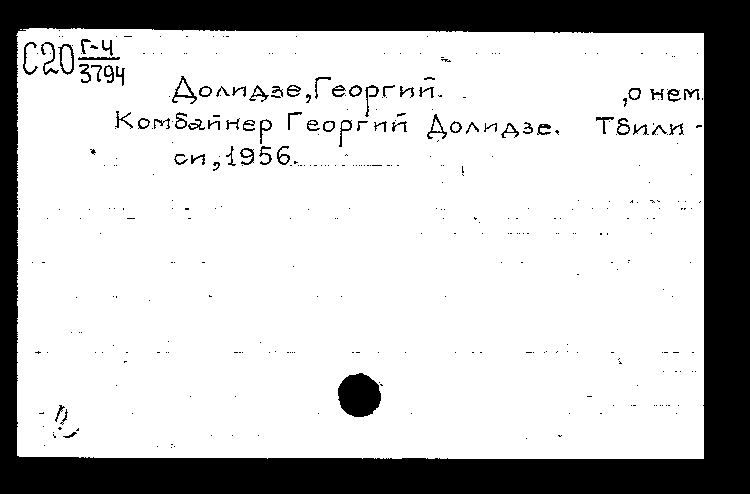 С20 Г-4
3794
Долидзе, Георгий. , о нем.
Комбайнер Георгий Долидзе. Тбили-
си, 1956.